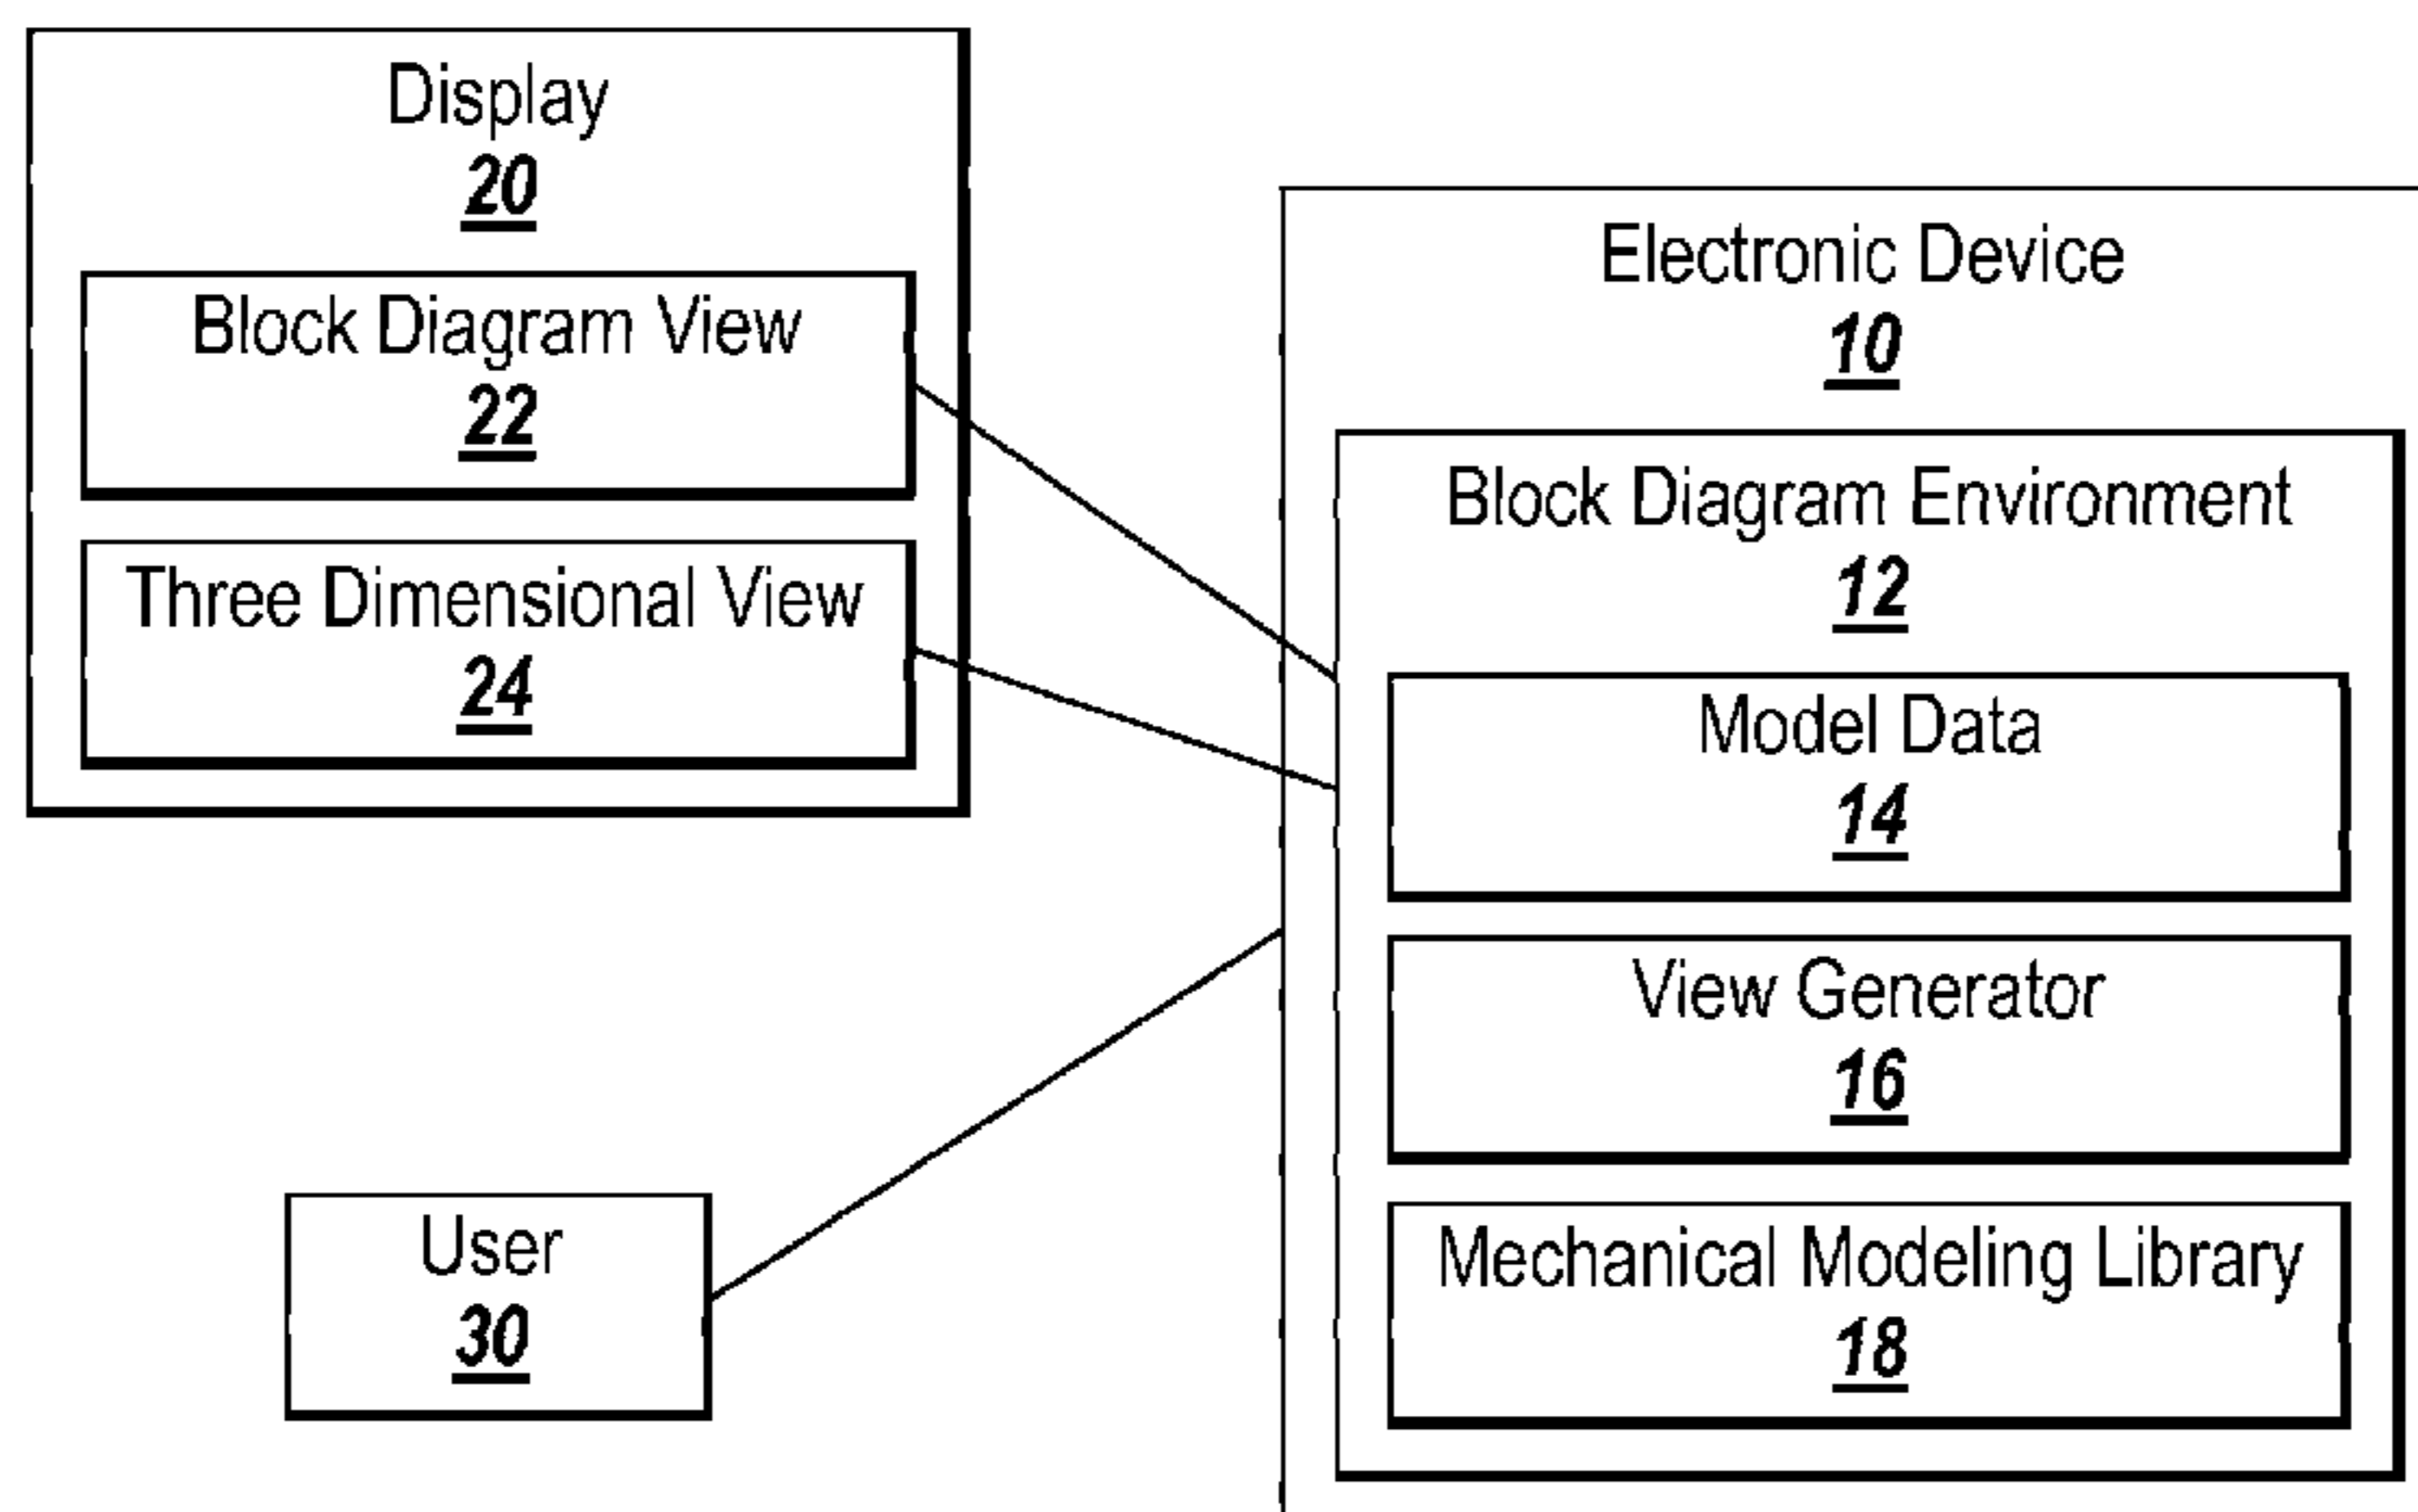 Display
20
Block Diagram View
22
Three Dimensional View
24
User
30
Electronic Device
10
Block Diagram Environment
12
Model Data
14
View Generator
16
Mechanical Modeling Library
18